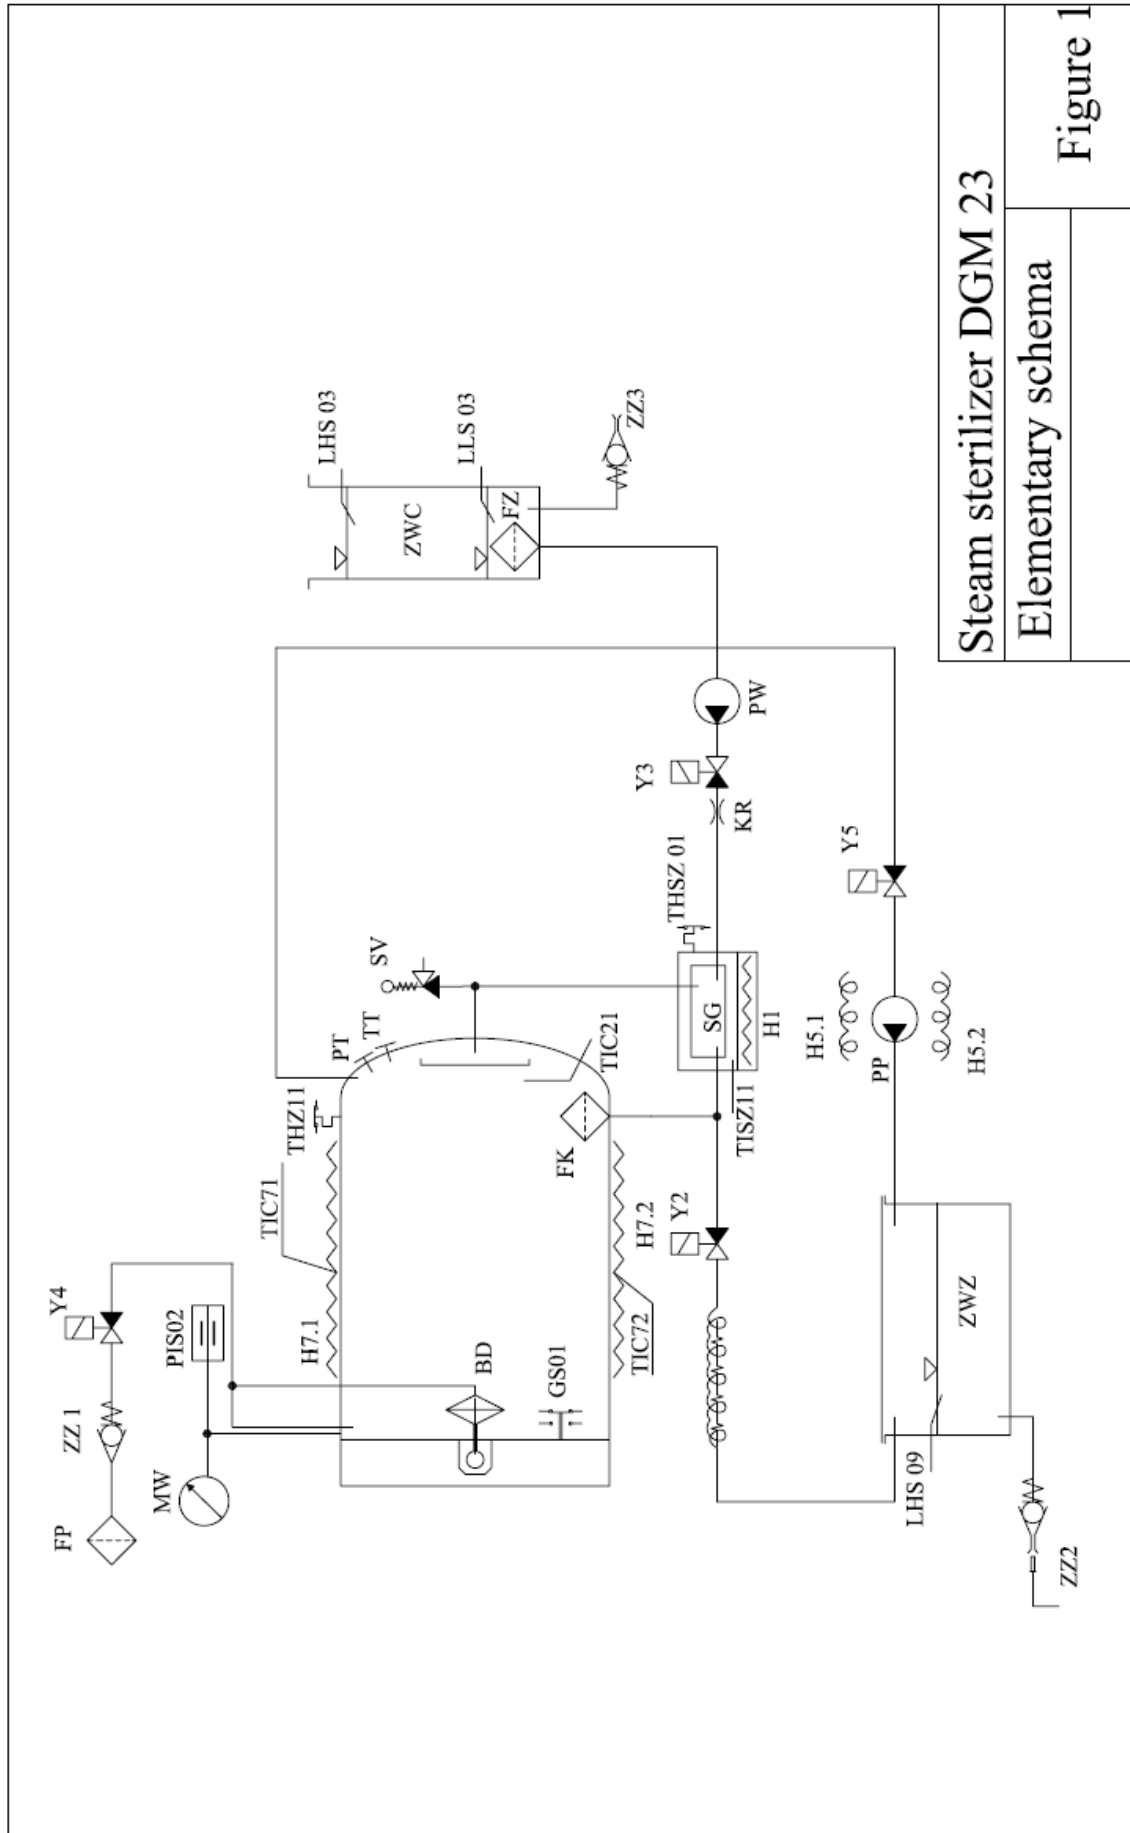 FP
ZZ 1
Y4
MW
PIS02
THZ11
PT
TT
SV
TIC71
H7.1
LHS 03
ZWC
LLS 03
FZ
ZZ3
BD
GS01
TIC21
FK
H7.2
TIC72
Y2
TISZ11
SG
H1
THSZ 01
Y3
KR
PW
H5.1
PP
H5.2
Y5
LHS 09
ZWZ
ZZ2
Steam sterilizer DGM 23
Elementary schema
Figure 1